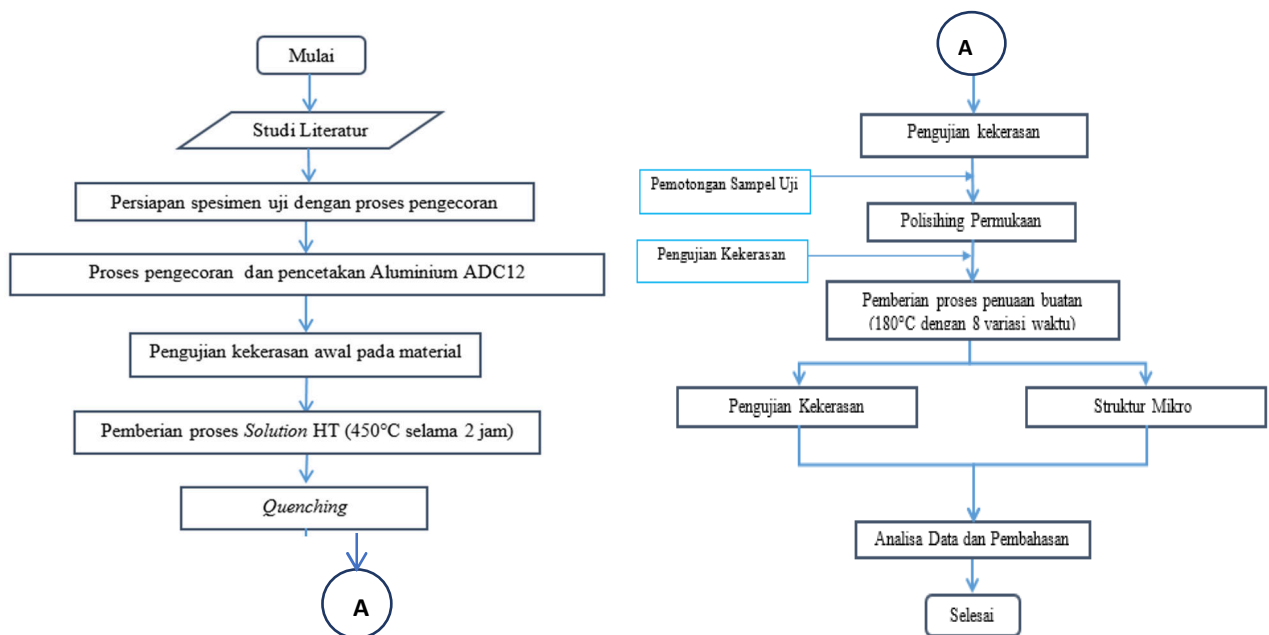 Mulai
Studi Literatur
Persiapan spesimen uji dengan proses pengecoran
Proses pengecoran dan pencetakan Aluminium ADC12
Pengujian kekerasan awal pada material
Pemberian proses Solution HT (450°C selama 2 jam)
Quenching
A
A
Pengujian kekerasan
Pemotongan Sampel Uji
Polisihing Permukaan
Pengujian Kekerasan
Pemberian proses penuaan buatan
(180°C dengan 8 variasi waktu)
Pengujian Kekerasan
Struktur Mikro
Analisa Data dan Pembahasan
Selesai